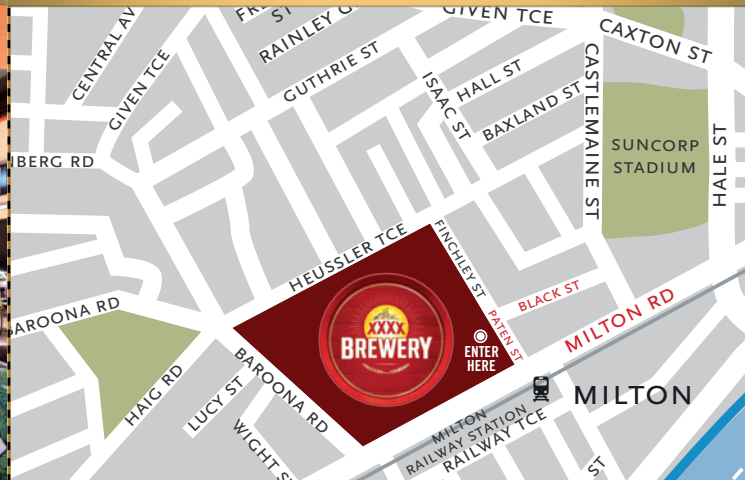 CENTRAL AV
GIVEN TCE
ST
RAINLEY
GUTHRIE ST
GIVEN TCE
CAXTON ST
ISAAC ST
HALL ST
BAXLAND ST
CASTLEMAINE ST
SUNCORP
STADIUM
HALE ST
BERG RD
HEUSSLER TCE
FINCHLEY ST
BLACK ST
PATEN ST
MILTON RD
XXXX
BREWERY
ENTER
HERE
BAROONA RD
HAIG RD
LUCY ST
BAROONA RD
WIGHT S
MILTON
RAILWAY STATION
RAILWAY TCE
MILTON
ST